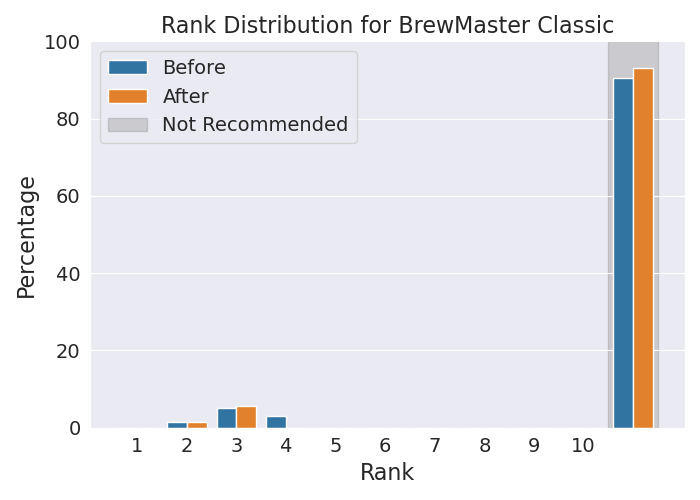 Rank Distribution for BrewMaster Classic
100
80
60
40
20
0
Percentage
Before
After
Not Recommended
1 2 3 4 5 6 7 8 9 10
Rank